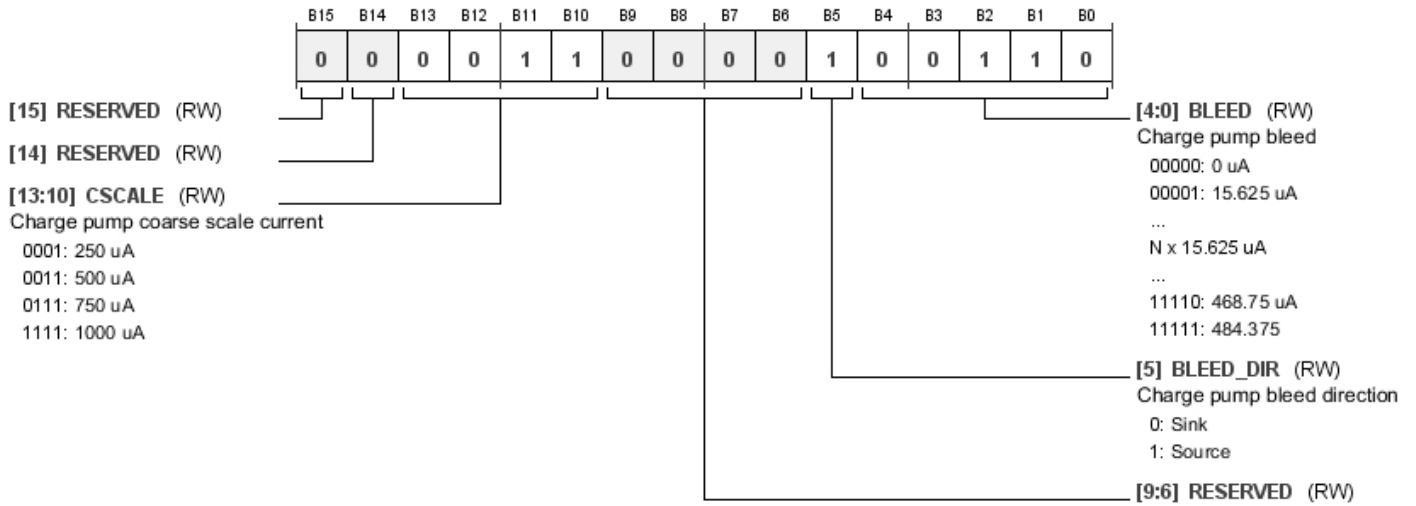 B15 B14 B13 B12 B11 B10 B9 B8 B7 B6 B5 B4 B3 B2 B1 B0
0 0 0 0 1 1 0 0 0 0 1 0 0 1 1 0
[15] RESERVED (RW)
[14] RESERVED (RW)
[13:10] CSCALE (RW)
Charge pump coarse scale current
0001: 250 uA
0011: 500 uA
0111: 750 uA
1111: 1000 uA
[4:0] BLEED (RW)
Charge pump bleed
00000: 0 uA
00001: 15.625 uA
...
N x 15.625 uA
...
11110: 468.75 uA
11111: 484.375
[5] BLEED_DIR (RW)
Charge pump bleed direction
0: Sink
1: Source
[9:6] RESERVED (RW)